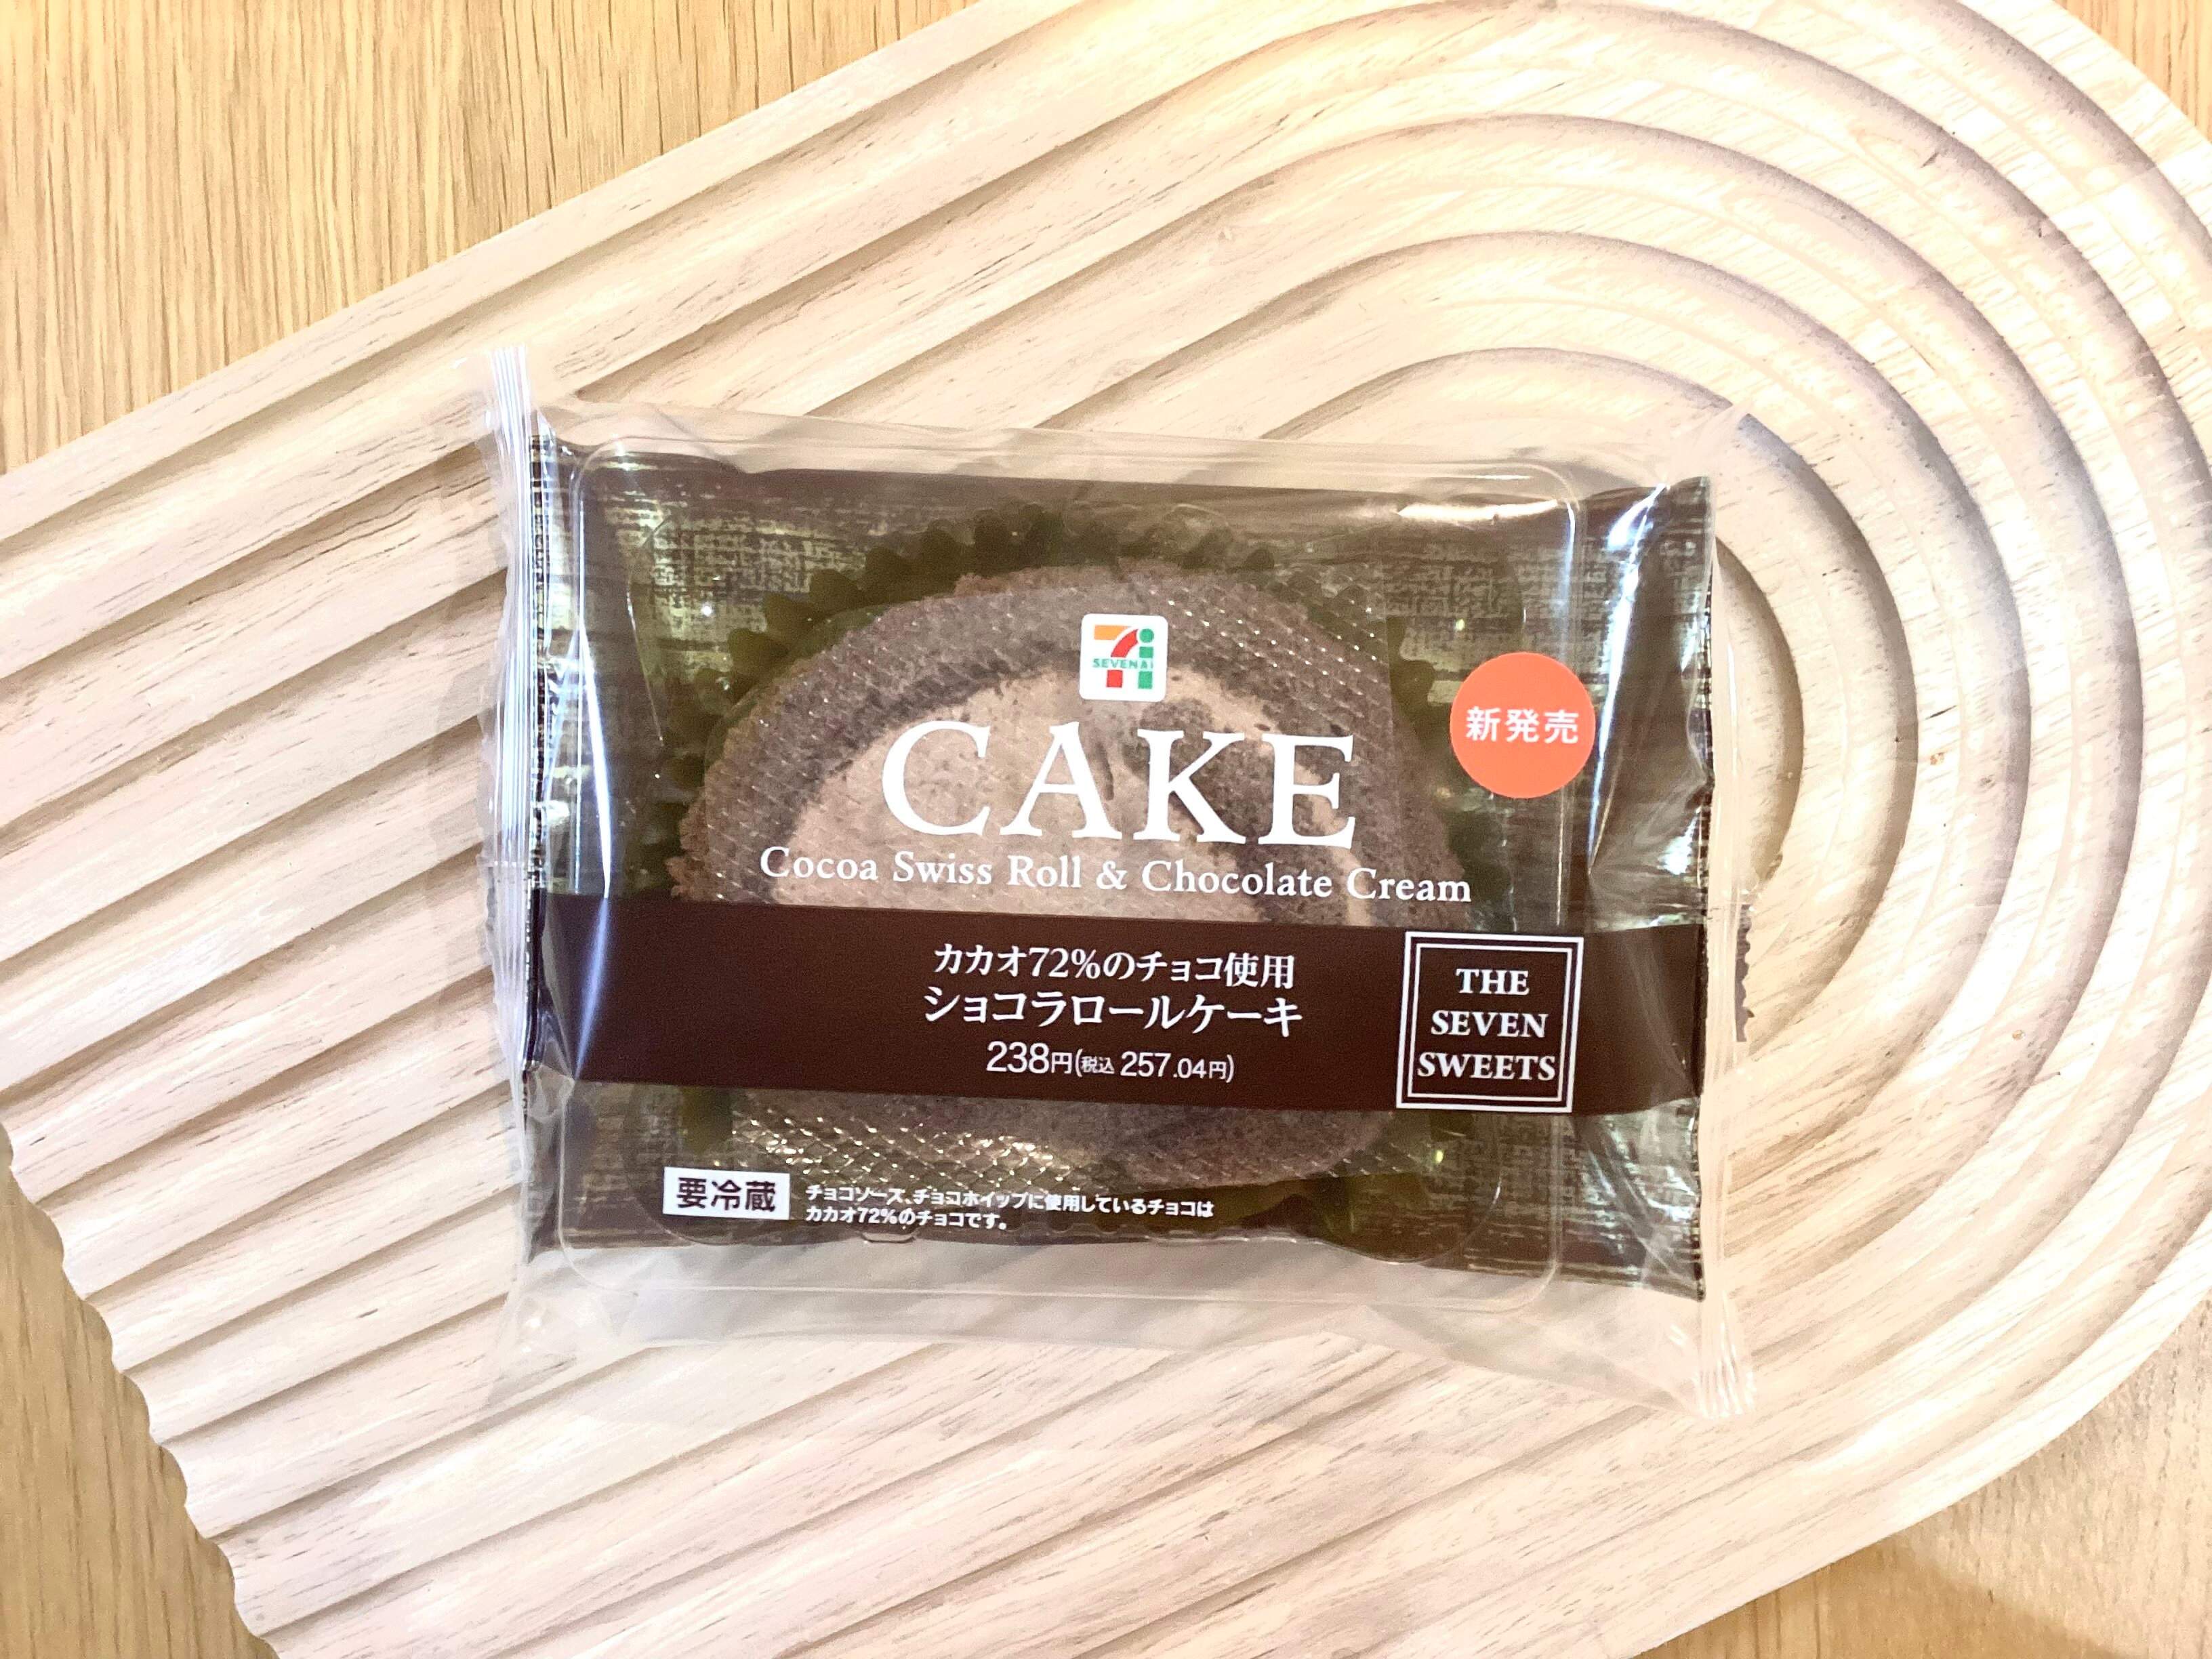 SEVEN & i
CAKE
新発売
Cocoa Swiss Roll & Chocolate Cream
カカオ72%のチョコ使用
ショコラロールケーキ
238円(税込 257.04円)
THE
SEVEN
SWEETS
要冷蔵
チョコソース、チョコホイップに使用しているチョコは
カカオ72%のチョコです。